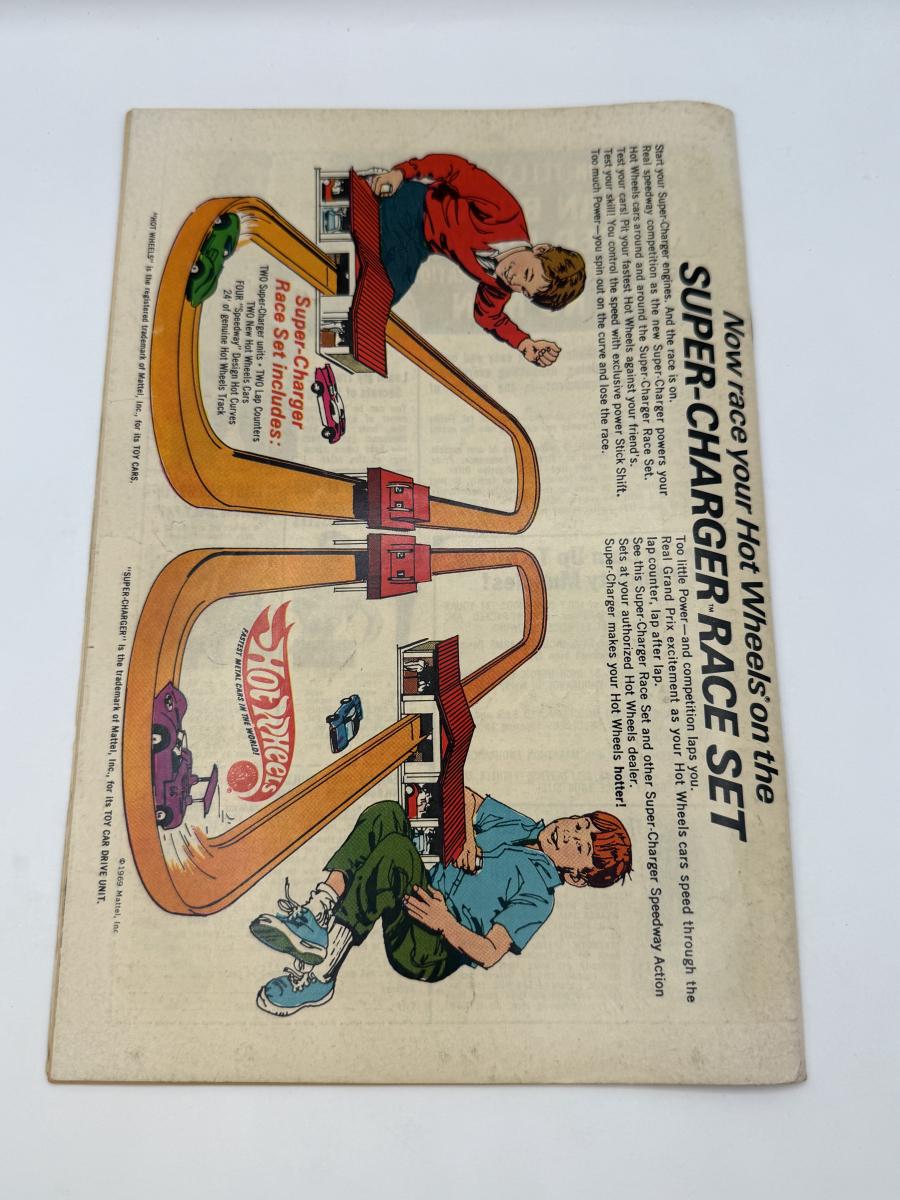 Now race your Hot Wheels® on the
SUPER-CHARGER™ RACE SET
Start your Super-Charger engines. And the race is on.
Real speedway competition as the new Super-Charger powers your
Hot Wheels cars around and around the Super-Charger Race Set.
Test your cars! Pit your fastest Hot Wheels against your friend's.
Test your skill! You control the speed with exclusive power Stick Shift.
Too much Power—you spin out on the curve and lose the race.
Too little Power—and competition laps you.
Real Grand Prix excitement as your Hot Wheels cars speed through the
lap counter, lap after lap.
See this Super-Charger Race Set and other Super-Charger Speedway Action
Sets at your authorized Hot Wheels dealer.
Super-Charger makes your Hot Wheels hotter!
Super-Charger
Race Set includes:
TWO Super-Charger units • TWO Lap Counters
TWO New Hot Wheels Cars
FOUR "Speedway" Design Hot Curves
24' of genuine Hot Wheels Track
HOT WHEELS
FASTEST METAL CARS IN THE WORLD!
"HOT WHEELS" is the registered trademark of Mattel, Inc., for its TOY CARS.
"SUPER-CHARGER" is the trademark of Mattel, Inc., for its TOY CAR DRIVE UNIT.
©1969 Mattel, Inc